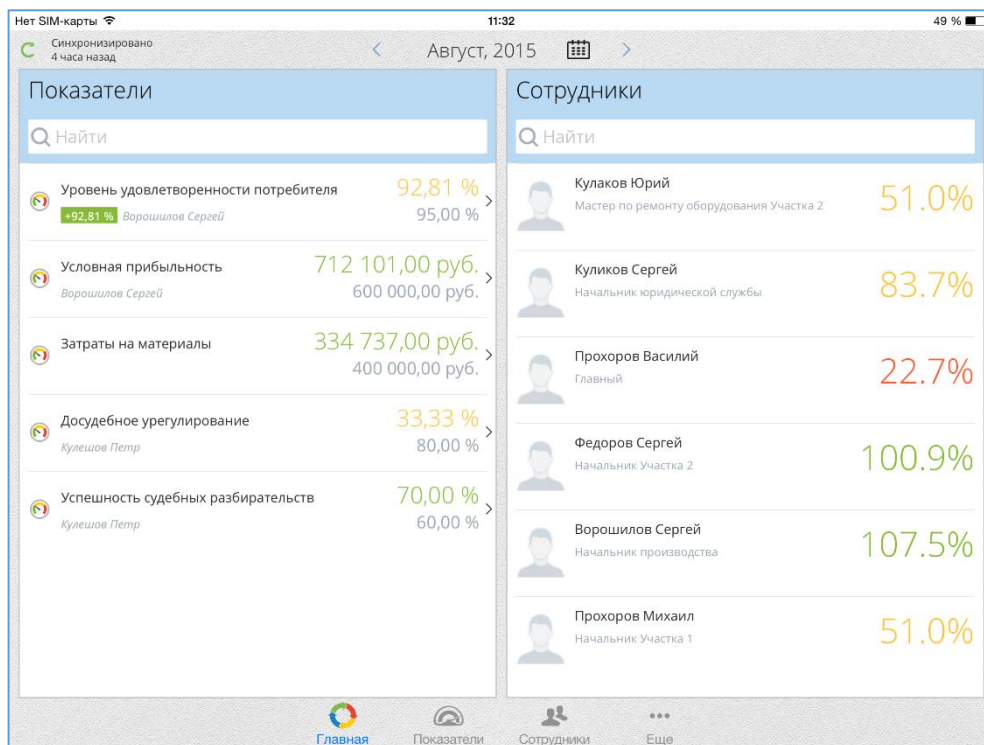 Нет SIM-карты 11:32 49 %
Синхронизировано
4 часа назад
Август, 2015
Показатели
Найти
Уровень удовлетворенности потребителя 92,81 %
+92,81 % Ворошилов Сергей 95,00 %
Условная прибыльность 712 101,00 руб.
Ворошилов Сергей 600 000,00 руб.
Затраты на материалы 334 737,00 руб.
400 000,00 руб.
Досудебное урегулирование 33,33 %
Кулешов Петр 80,00 %
Успешность судебных разбирательств 70,00 %
Кулешов Петр 60,00 %
Сотрудники
Найти
Кулаков Юрий
Мастер по ремонту оборудования Участка 2
51.0%
Куликов Сергей
Начальник юридической службы
83.7%
Прохоров Василий
Главный
22.7%
Федоров Сергей
Начальник Участка 2
100.9%
Ворошилов Сергей
Начальник производства
107.5%
Прохоров Михаил
Начальник Участка 1
51.0%
Главная Показатели Сотрудники Еще